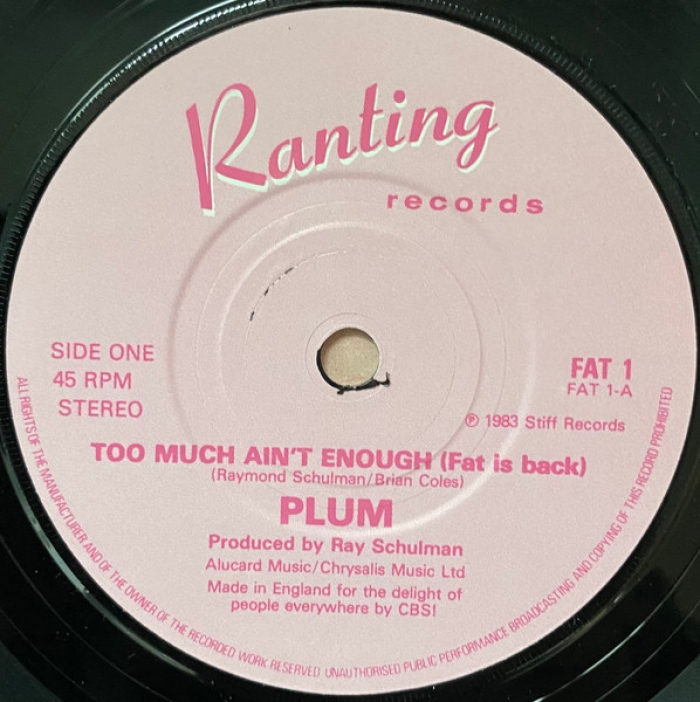 Ranting
records
SIDE ONE
45 RPM
STEREO
FAT 1
FAT 1-A
℗ 1983 Stiff Records
TOO MUCH AIN'T ENOUGH (Fat is back)
(Raymond Schulman/Brian Coles)
PLUM
Produced by Ray Schulman
Alucard Music/Chrysalis Music Ltd
Made in England for the delight of
people everywhere by CBS!
ALL RIGHTS OF THE MANUFACTURER AND OF THE OWNER OF THE RECORDED WORK RESERVED UNAUTHORISED PUBLIC PERFORMANCE BROADCASTING AND COPYING OF THIS RECORD PROHIBITED